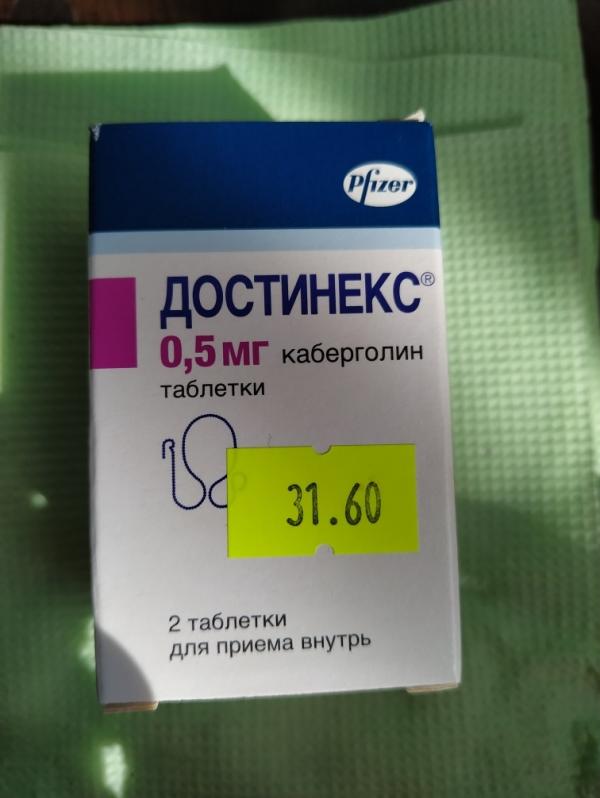 Pfizer
ДОСТИНЕКС®
0,5 мг каберголин
таблетки
31.60
2 таблетки
для приема внутрь